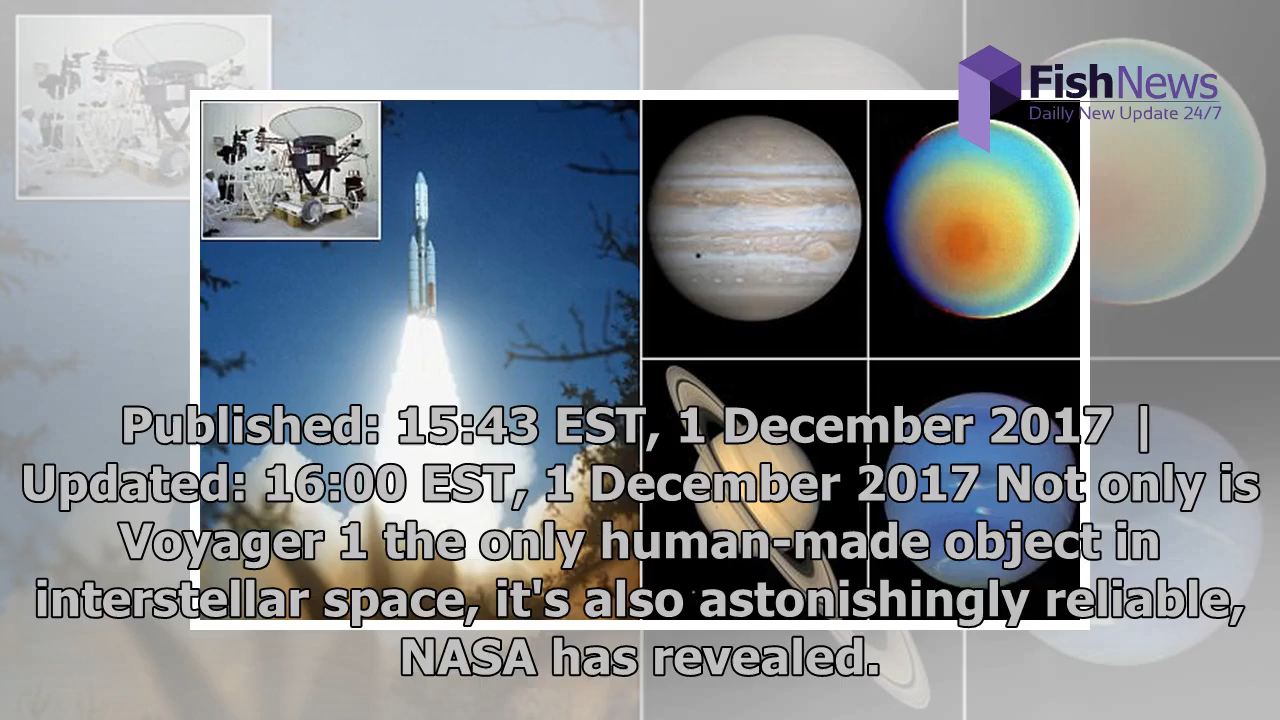 FishNews
Dailly New Update 24/7
Published: 15:43 EST, 1 December 2017 |
Updated: 16:00 EST, 1 December 2017 Not only is
Voyager 1 the only human-made object in
interstellar space, it's also astonishingly reliable,
NASA has revealed.